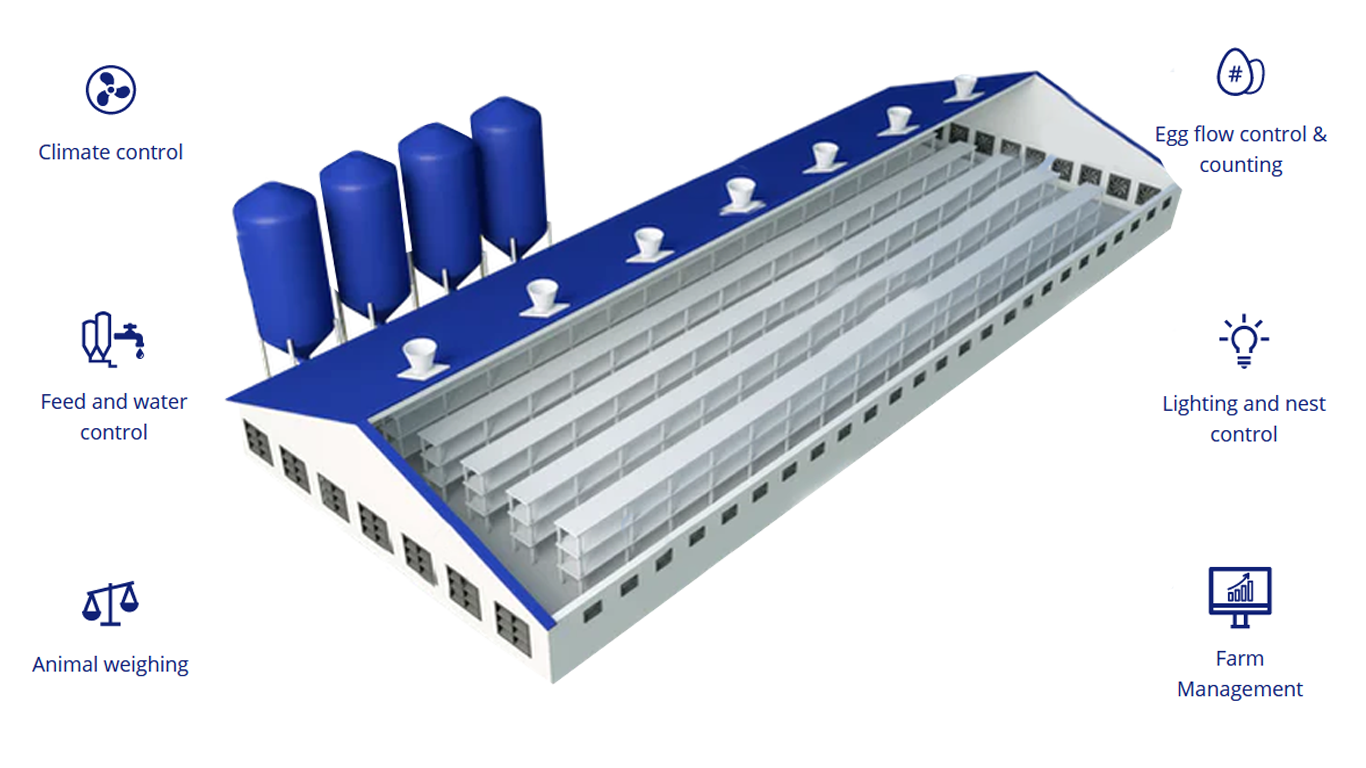 Climate control
Egg flow control &
counting
Feed and water
control
Lighting and nest
control
Animal weighing
Farm
Management
#